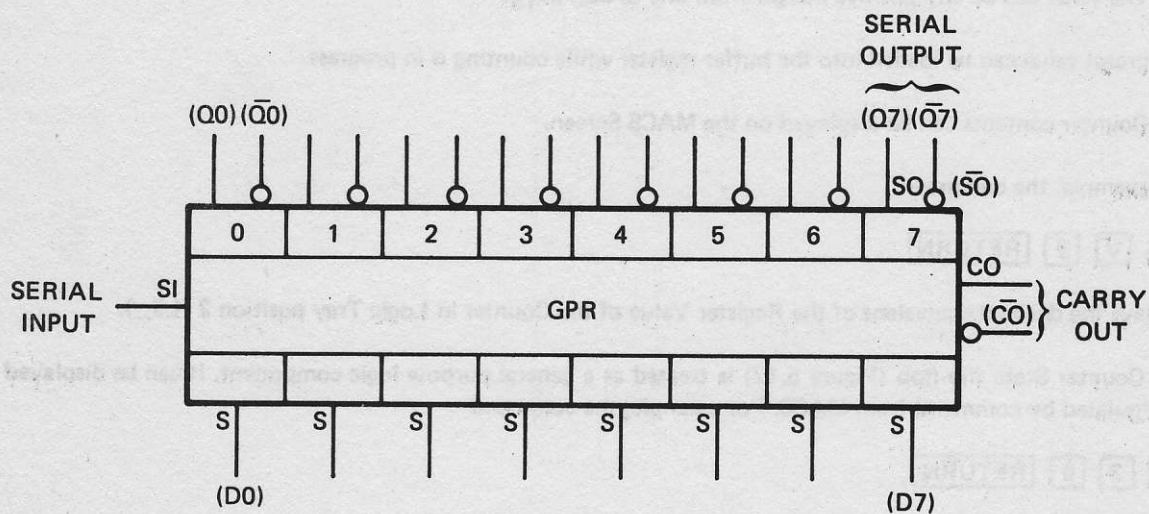 SERIAL
OUTPUT
(Q0) (Q̅0) (Q7) (Q̅7)
SO (S̅O̅)
0 1 2 3 4 5 6 7
SERIAL
INPUT
SI
GPR
CO
(C̅O̅)
CARRY
OUT
S S S S S S S S
(D0) (D7)